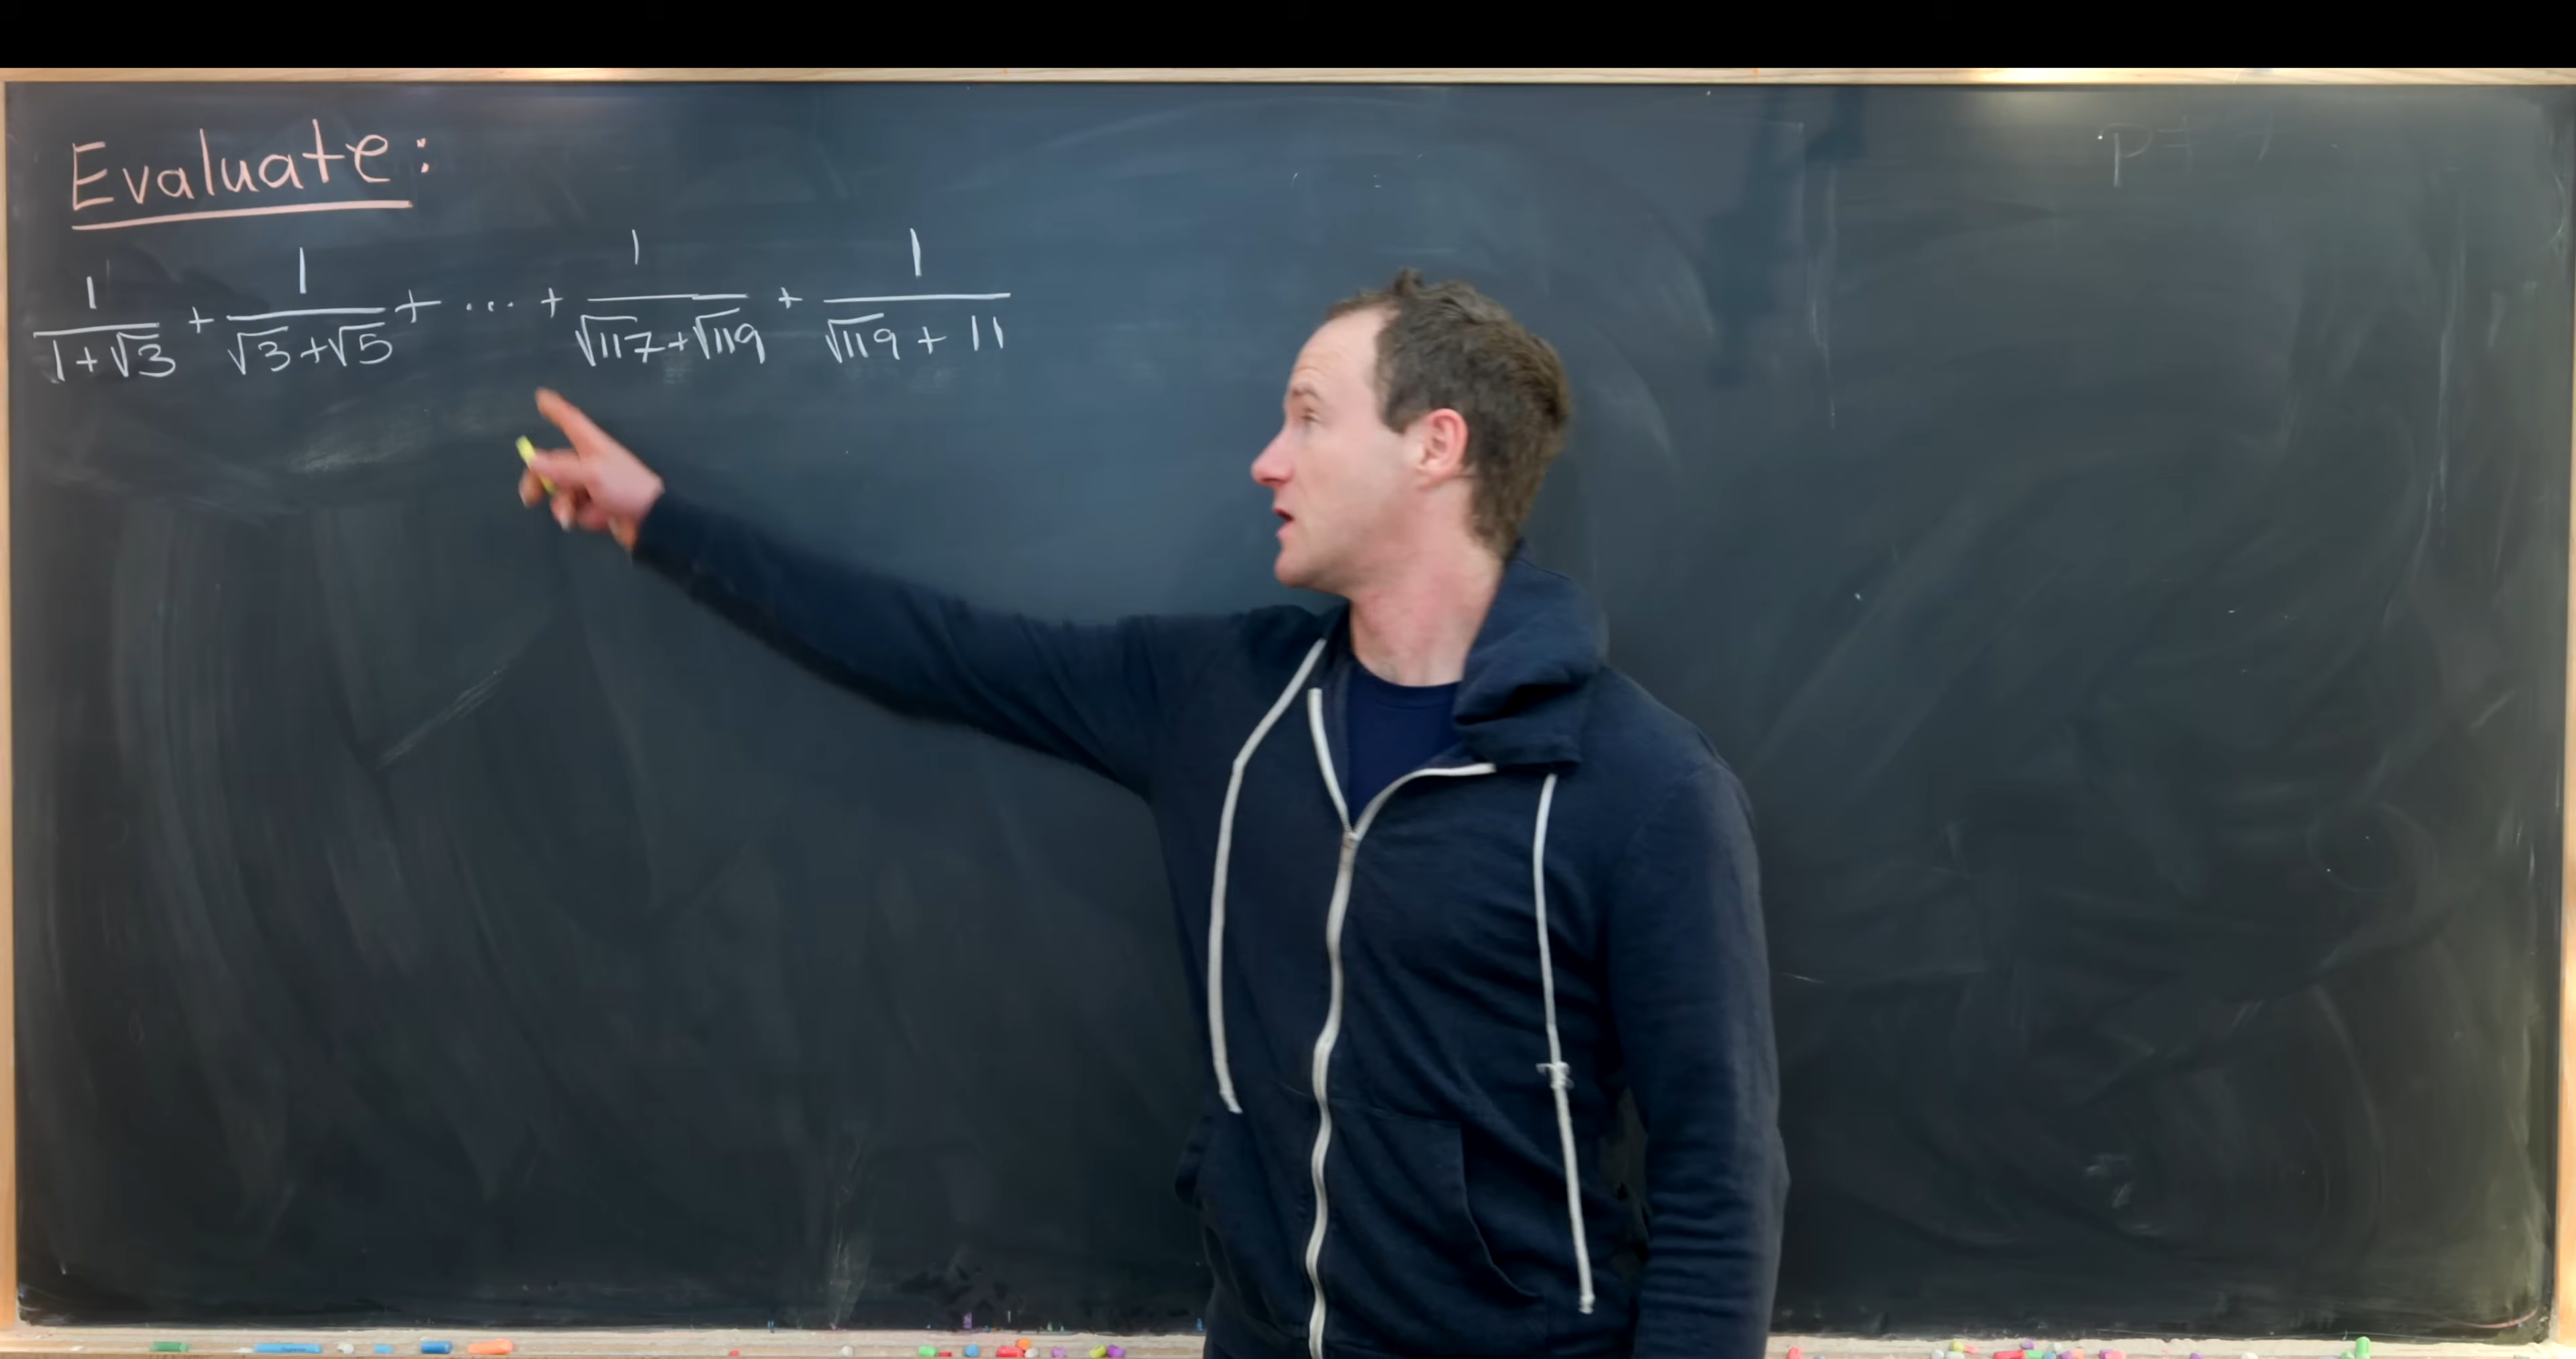 Evaluate:
1/(1+√3) + 1/(√3+√5) + ... + 1/(√117+√119) + 1/(√119 + 11)